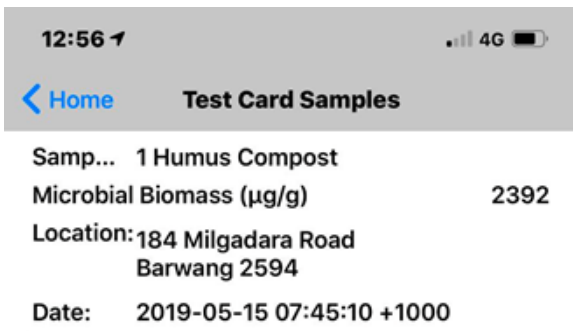 12:56 4G
Home Test Card Samples
Samp... 1 Humus Compost
Microbial Biomass (µg/g) 2392
Location: 184 Milgadara Road
Barwang 2594
Date: 2019-05-15 07:45:10 +1000